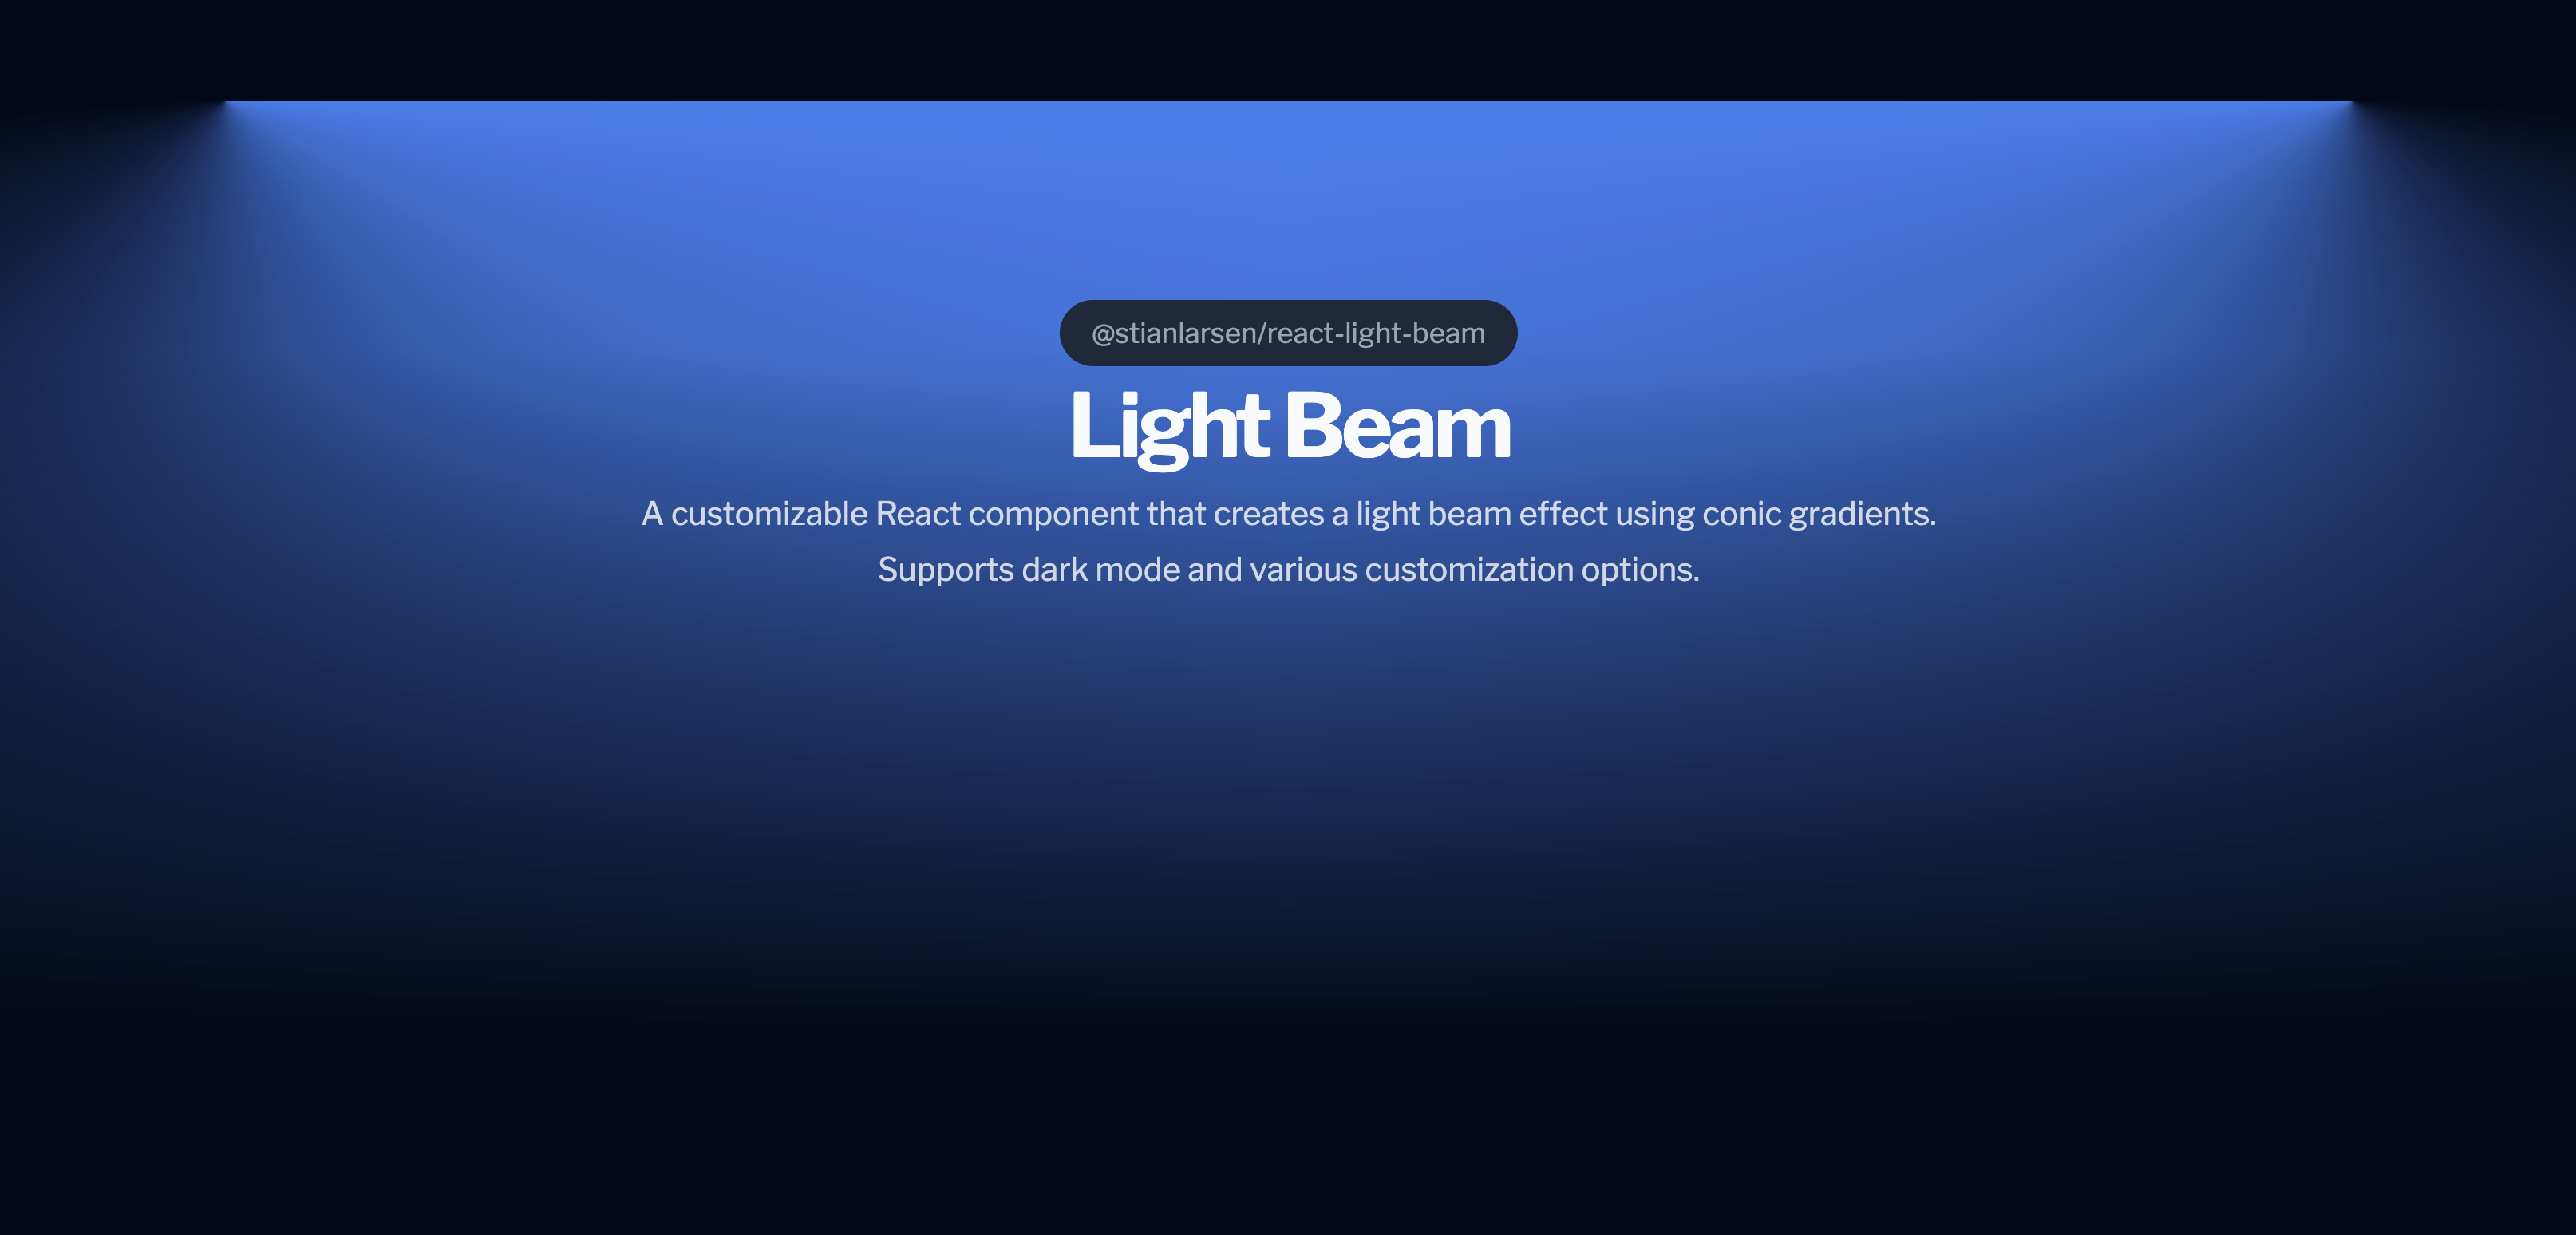 @stianlarsen/react-light-beam
Light Beam
A customizable React component that creates a light beam effect using conic gradients.
Supports dark mode and various customization options.